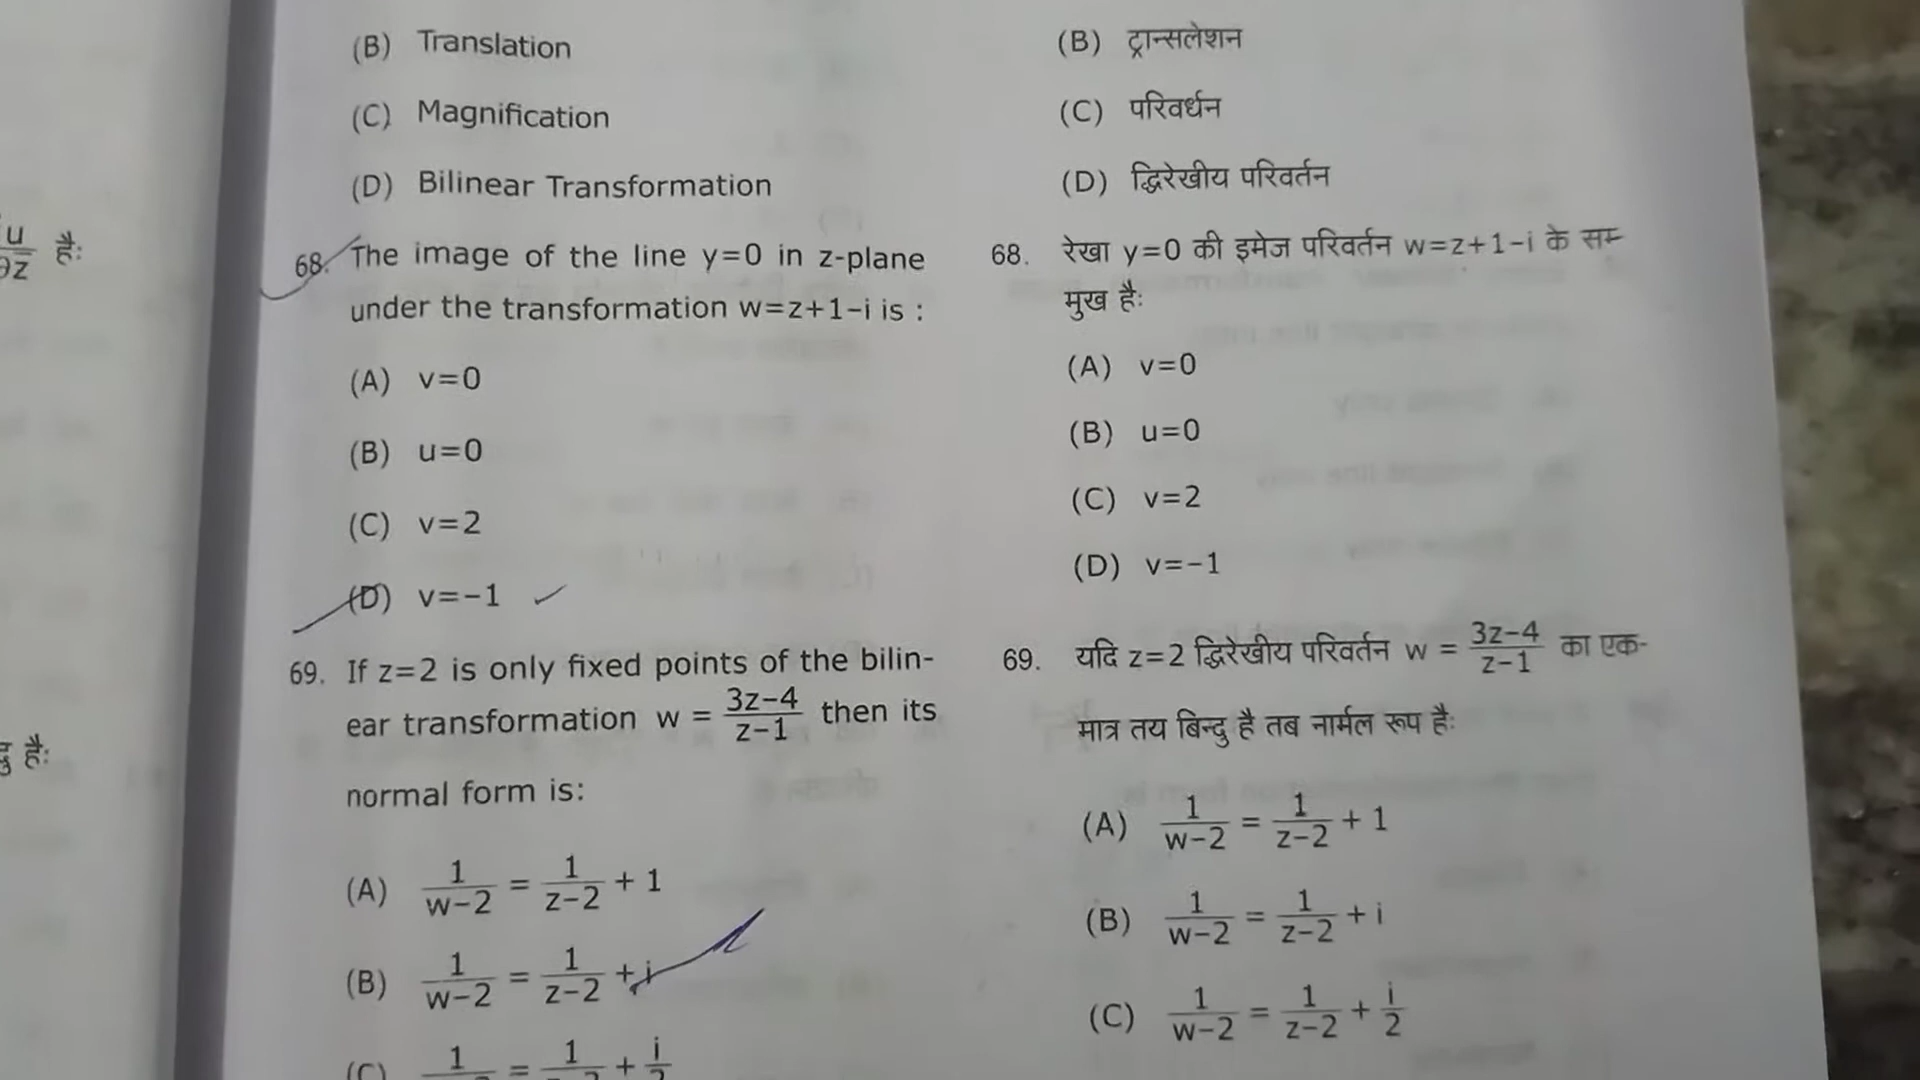 (B) Translation
(C) Magnification
(D) Bilinear Transformation
68. The image of the line y=0 in z-plane
under the transformation w=z+1−i is :
(A) v=0
(B) u=0
(C) v=2
(D) v=−1
69. If z=2 is only fixed points of the bilin-
ear transformation w = 3z−4/z−1 then its
normal form is:
(A) 1/w−2 = 1/z−2 + 1
(B) 1/w−2 = 1/z−2 + i
(C) 1 = 1 + i/2
(B) ट्रान्सलेशन
(C) परिवर्धन
(D) द्विरेखीय परिवर्तन
68. रेखा y=0 की इमेज परिवर्तन w=z+1−i के सम
मुख है:
(A) v=0
(B) u=0
(C) v=2
(D) v=−1
69. यदि z=2 द्विरेखीय परिवर्तन w = 3z−4/z−1 का एक-
मात्र तय बिन्दु है तब नार्मल रूप है:
(A) 1/w−2 = 1/z−2 + 1
(B) 1/w−2 = 1/z−2 + i
(C) 1/w−2 = 1/z−2 + i/2
है:
है: